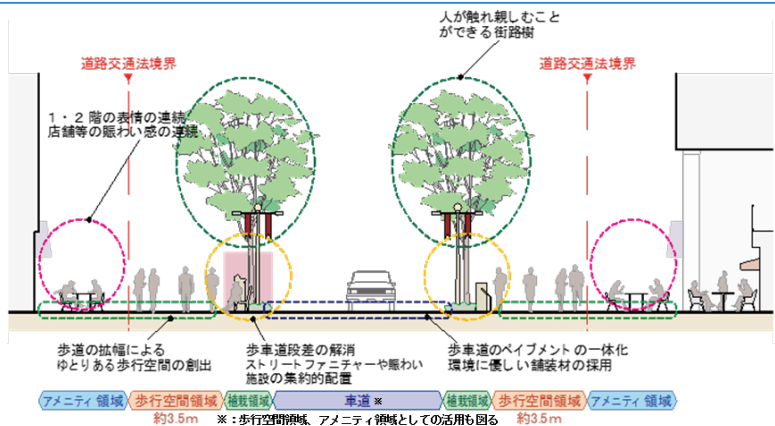 人が触れ親しむこと
ができる街路樹
道路交通法境界
道路交通法境界
1・2階の表情の連続
店舗等の賑わい感の連続
歩道の拡幅による
ゆとりある歩行空間の創出
歩車道段差の解消
ストリートファニチャーや賑わい
施設の集約的配置
歩車道のペイブメントの一体化
環境に優しい舗装材の採用
アメニティ領域
歩行空間領域
植栽領域
車道※
植栽領域
歩行空間領域
アメニティ領域
約3.5m
約3.5m
※：歩行空間領域、アメニティ領域としての活用も図る